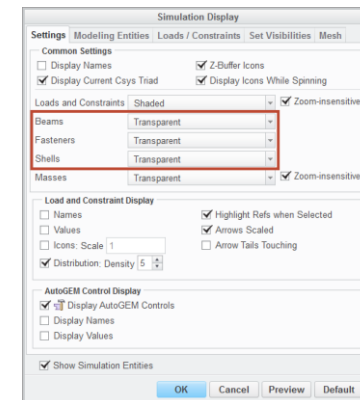 Simulation Display
Settings Modeling Entities Loads / Constraints Set Visibilities Mesh
Common Settings
Display Names Z-Buffer Icons
Display Current Csys Triad Display Icons While Spinning
Loads and Constraints Shaded Zoom-insensitive
Beams Transparent
Fasteners Transparent
Shells Transparent
Masses Transparent Zoom-insensitive
Load and Constraint Display
Names Highlight Refs when Selected
Values Arrows Scaled
Icons: Scale 1 Arrow Tails Touching
Distribution: Density 5
AutoGEM Control Display
Display AutoGEM Controls
Display Names
Display Values
Show Simulation Entities
OK Cancel Preview Default